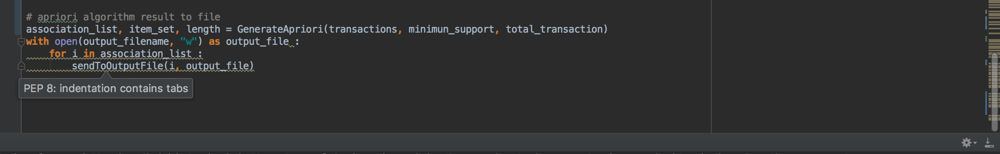 # apriori algorithm result to file
association_list, item_set, length = GenerateApriori(transactions, minimun_support, total_transaction)
with open(output_filename, "w") as output_file :
    for i in association_list :
        sendToOutputFile(i, output_file)
PEP 8: indentation contains tabs